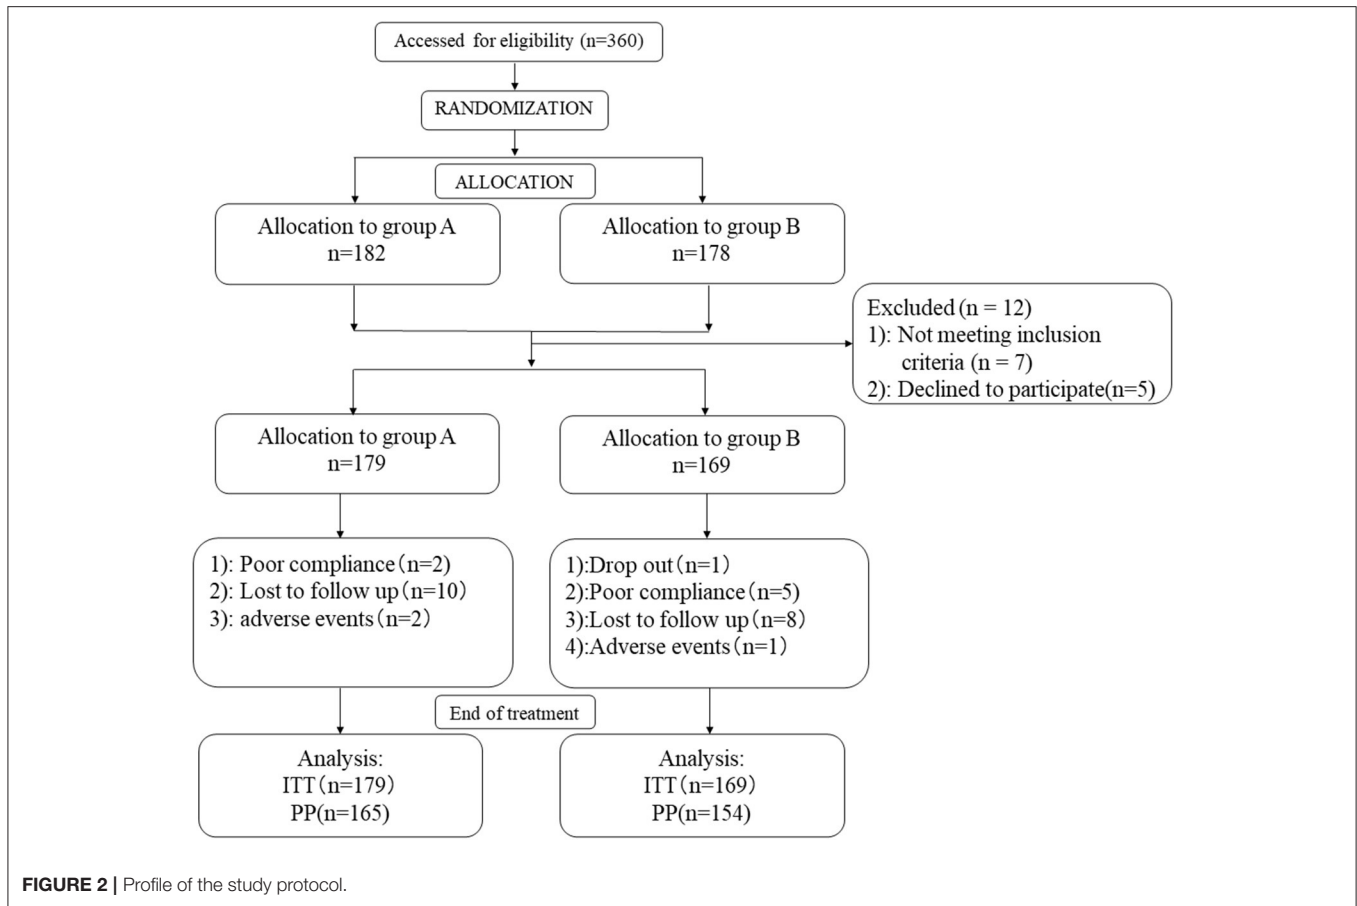 Accessed for eligibility (n=360)
RANDOMIZATION
ALLOCATION
Allocation to group A
n=182
Allocation to group B
n=178
Excluded (n = 12)
1): Not meeting inclusion
criteria (n = 7)
2): Declined to participate(n=5)
Allocation to group A
n=179
Allocation to group B
n=169
1): Poor compliance(n=2)
2): Lost to follow up(n=10)
3): adverse events(n=2)
1):Drop out(n=1)
2):Poor compliance(n=5)
3):Lost to follow up(n=8)
4):Adverse events(n=1)
End of treatment
Analysis:
ITT(n=179)
PP(n=165)
Analysis:
ITT(n=169)
PP(n=154)
FIGURE 2 | Profile of the study protocol.